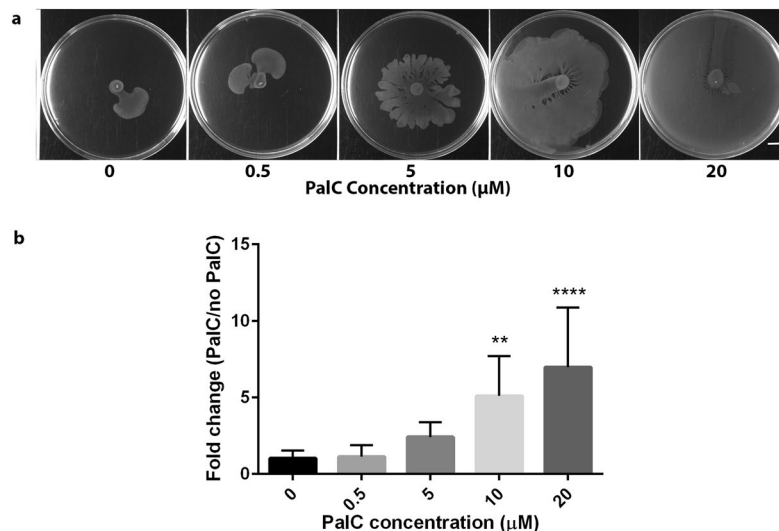 a
0 0.5 5 10 20
PalC Concentration (µM)
b
Fold change (PalC/no PalC)
15
10
5
0
**
****
0 0.5 5 10 20
PalC concentration (µM)